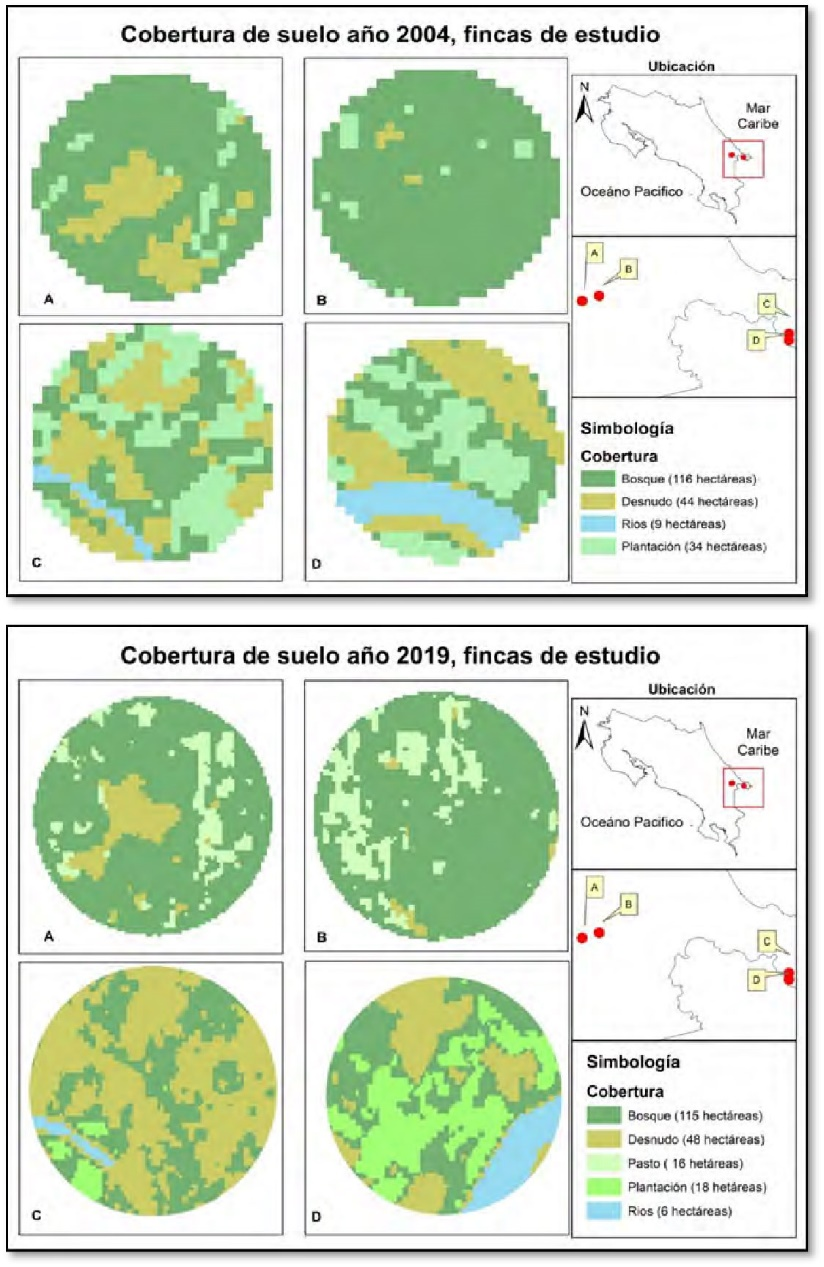 Cobertura de suelo año 2004, fincas de estudio
Ubicación
N
Mar
Caribe
Oceáno Pacifico
A
B
A
B
C
D
Simbología
Cobertura
Bosque (116 hectáreas)
Desnudo (44 hectáreas)
Rios (9 hectáreas)
Plantación (34 hectáreas)
C
D
Cobertura de suelo año 2019, fincas de estudio
Ubicación
N
Mar
Caribe
Oceáno Pacifico
A
B
A
B
C
D
Simbología
Cobertura
Bosque (115 hectáreas)
Desnudo (48 hectáreas)
Pasto ( 16 hetáreas)
Plantación (18 hetáreas)
Rios (6 hectáreas)
C
D